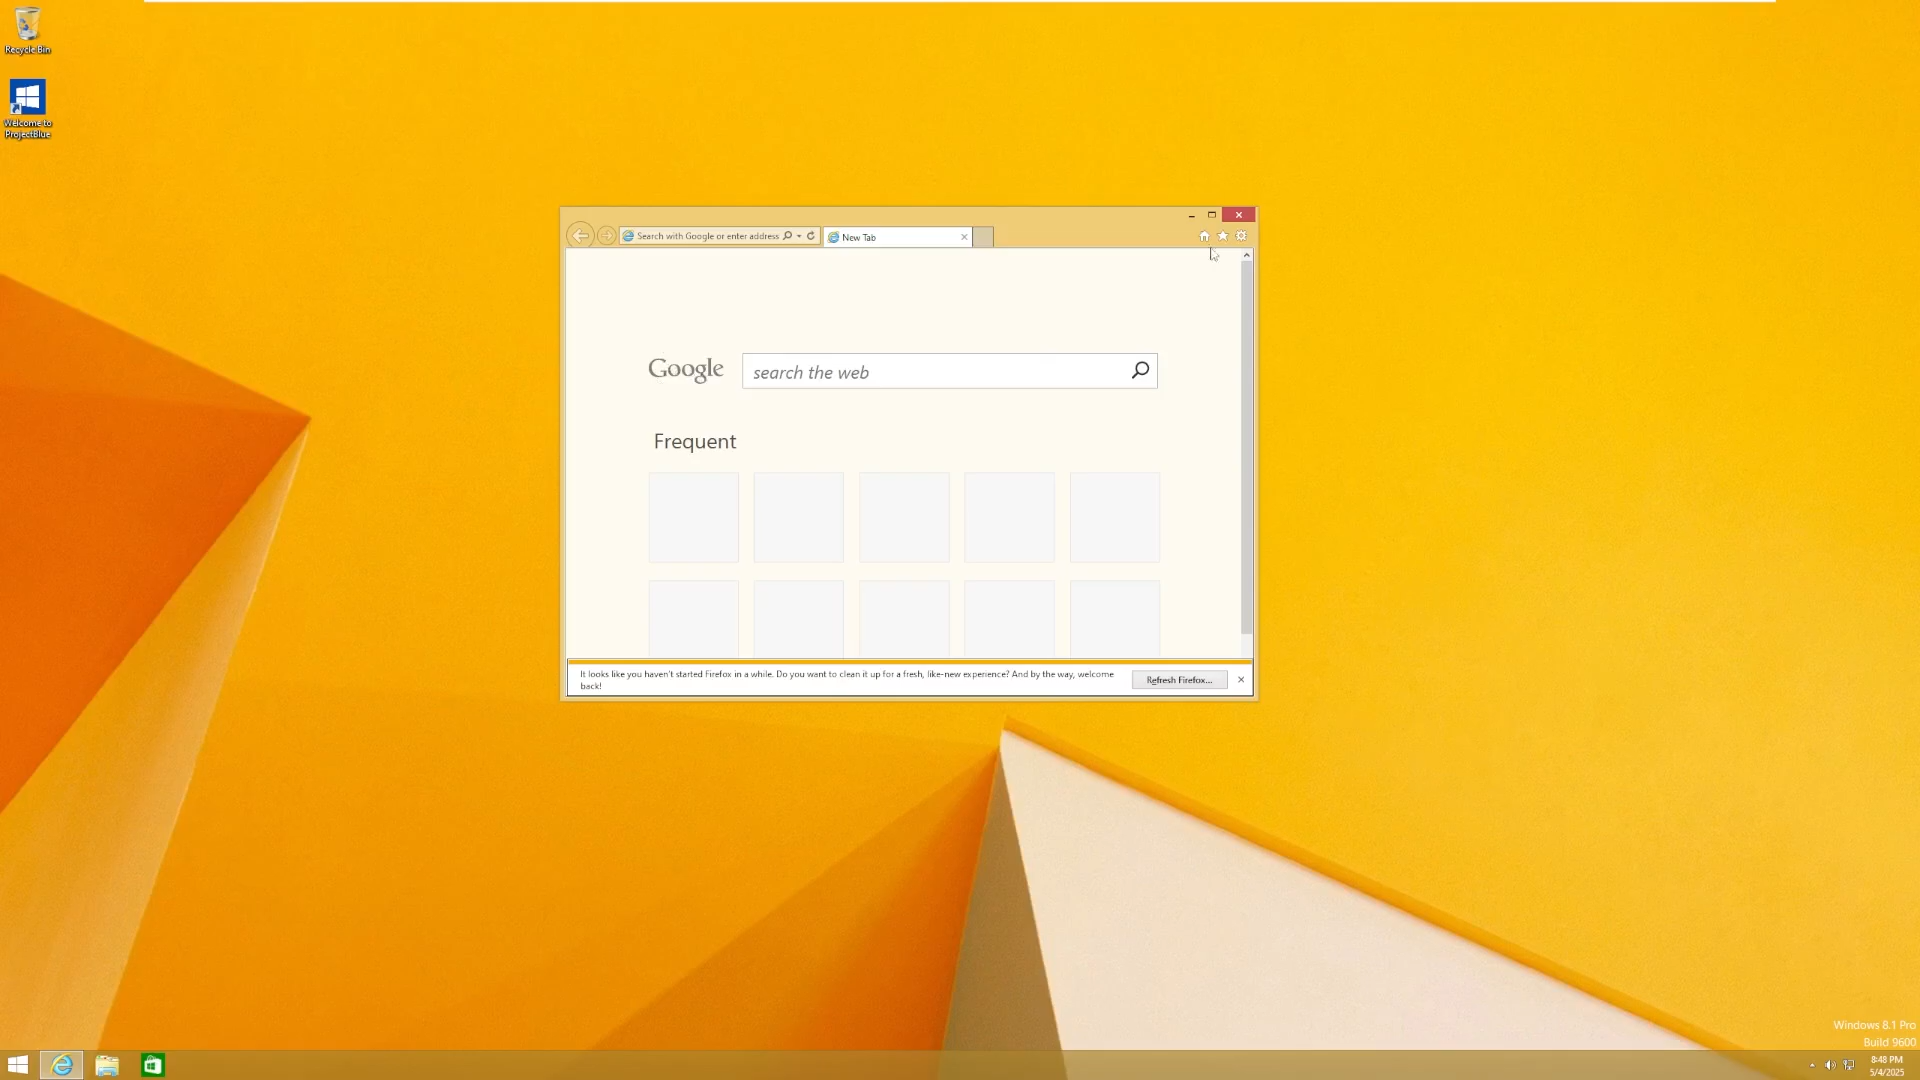 Recycle Bin
Welcome to
ProjectBlue
Search with Google or enter address
New Tab
Google
search the web
Frequent
It looks like you haven't started Firefox in a while. Do you want to clean it up for a fresh, like-new experience? And by the way, welcome
back!
Refresh Firefox...
Windows 8.1 Pro
Build 9600
8:48 PM
5/4/2025